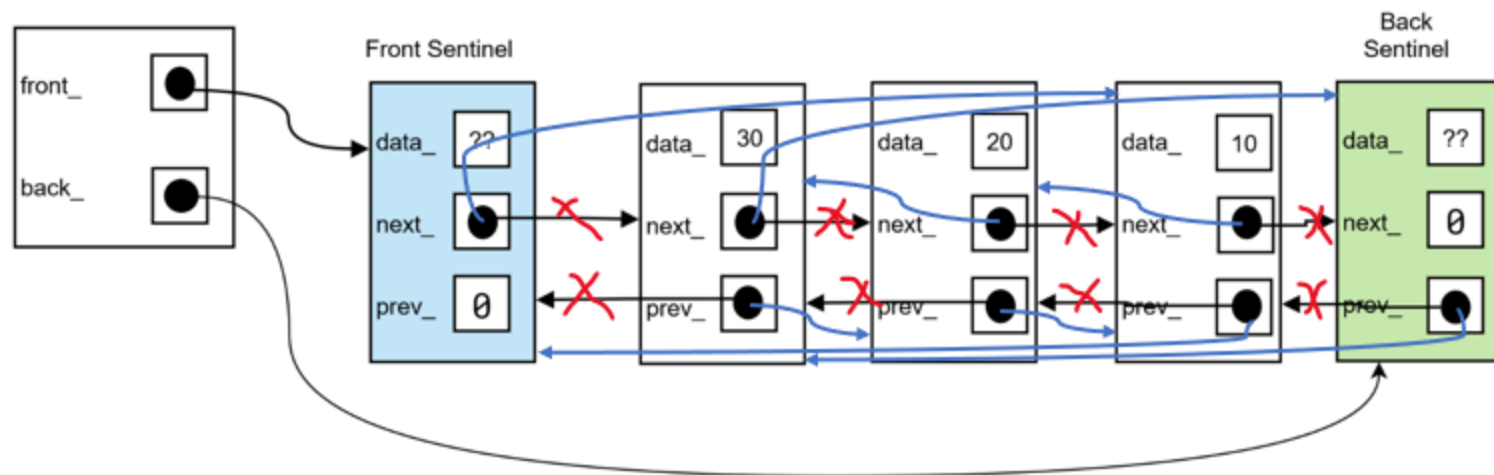 Front Sentinel
Back
Sentinel
front_
back_
data_ ??
next_
prev_ 0
data_ 30
next_
prev_
data_ 20
next_
prev_
data_ 10
next_
prev_
data_ ??
next_ 0
prev_